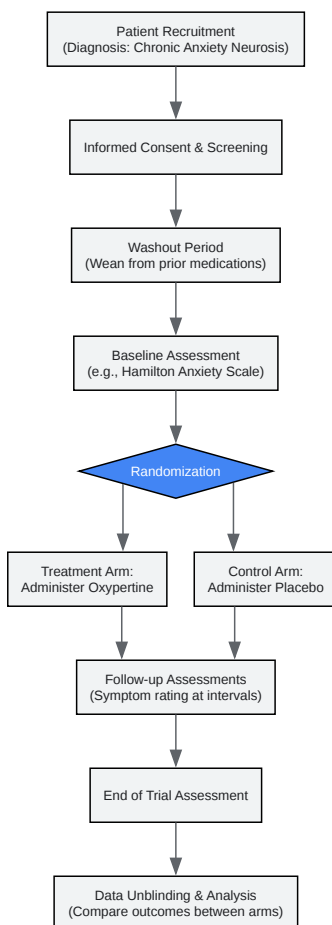 Patient Recruitment
(Diagnosis: Chronic Anxiety Neurosis)
Informed Consent & Screening
Washout Period
(Wean from prior medications)
Baseline Assessment
(e.g., Hamilton Anxiety Scale)
Randomization
Treatment Arm:
Administer Oxypertine
Control Arm:
Administer Placebo
Follow-up Assessments
(Symptom rating at intervals)
End of Trial Assessment
Data Unblinding & Analysis
(Compare outcomes between arms)